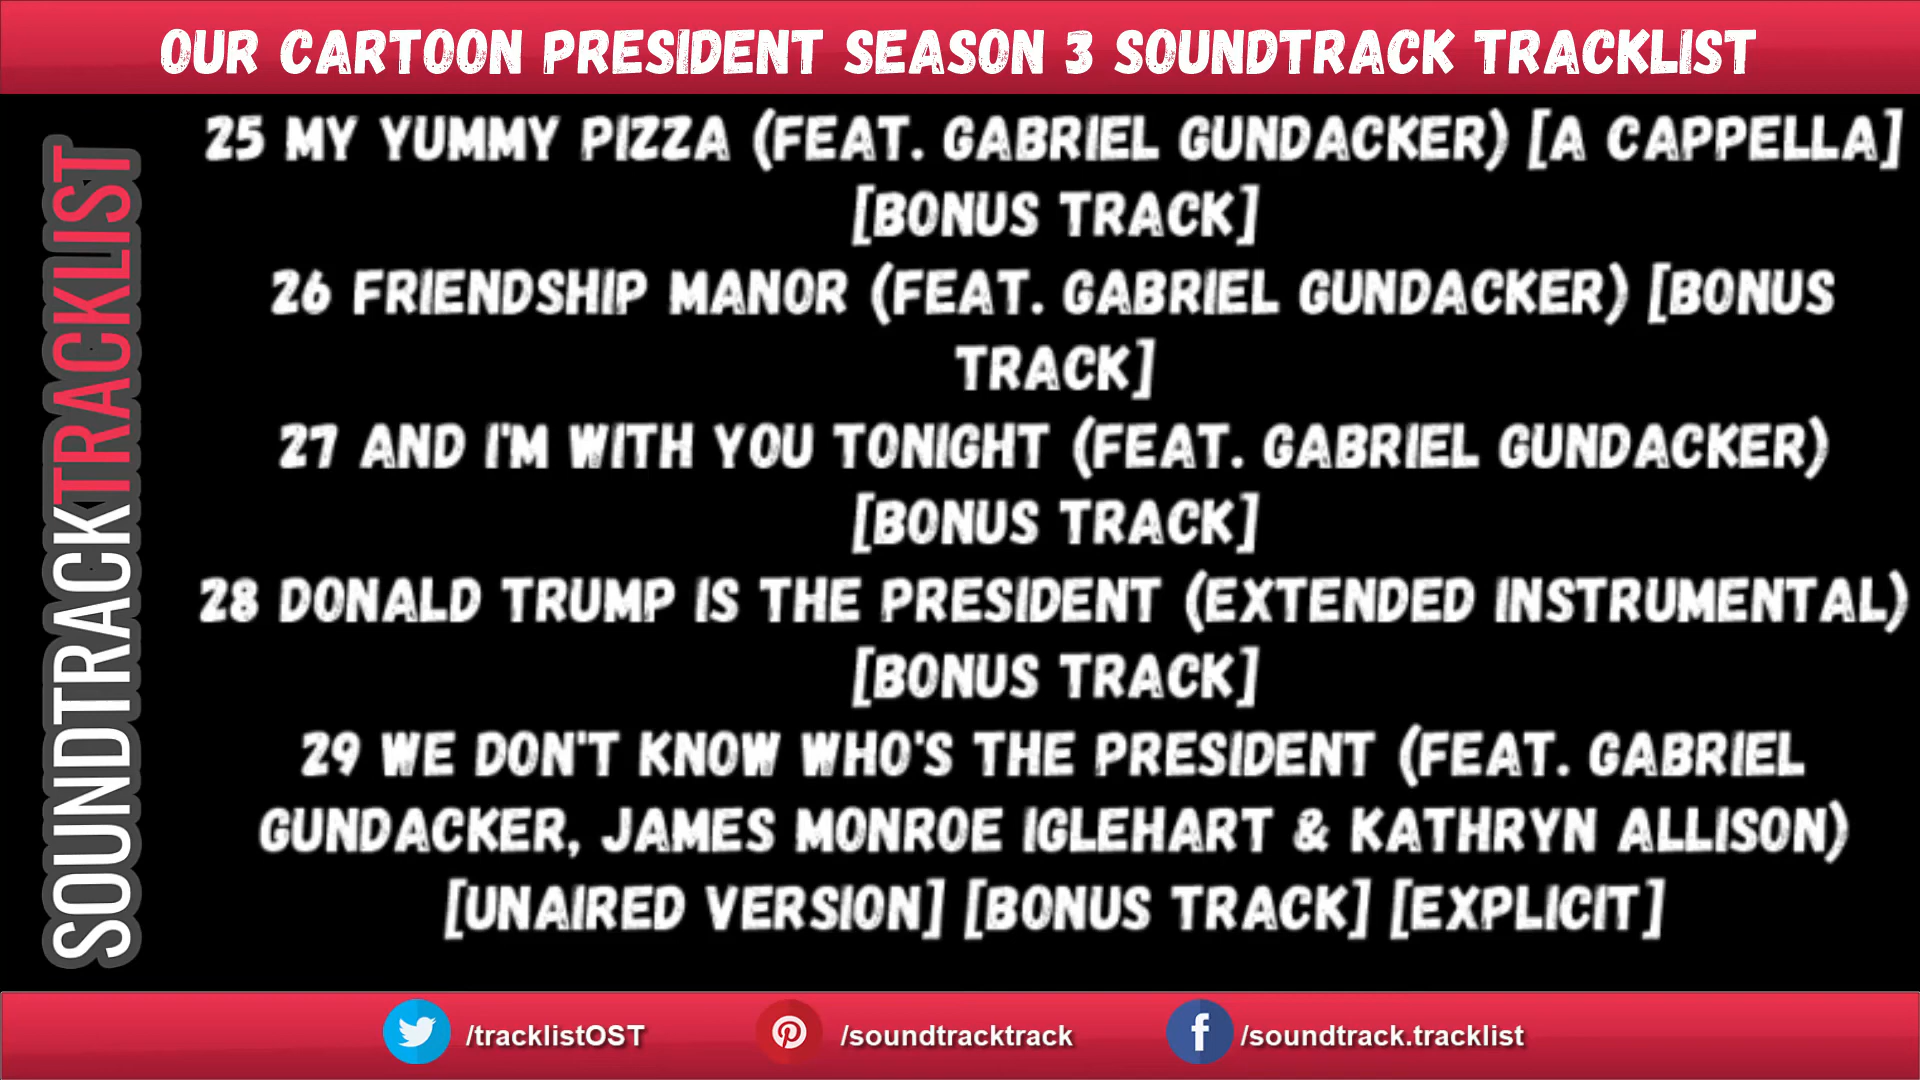 OUR CARTOON PRESIDENT SEASON 3 SOUNDTRACK TRACKLIST
SOUNDTRACKTRACKLIST
25 MY YUMMY PIZZA (FEAT. GABRIEL GUNDACKER) [A CAPPELLA]
[BONUS TRACK]
26 FRIENDSHIP MANOR (FEAT. GABRIEL GUNDACKER) [BONUS
TRACK]
27 AND I'M WITH YOU TONIGHT (FEAT. GABRIEL GUNDACKER)
[BONUS TRACK]
28 DONALD TRUMP IS THE PRESIDENT (EXTENDED INSTRUMENTAL)
[BONUS TRACK]
29 WE DON'T KNOW WHO'S THE PRESIDENT (FEAT. GABRIEL
GUNDACKER, JAMES MONROE IGLEHART & KATHRYN ALLISON)
[UNAIRED VERSION] [BONUS TRACK] [EXPLICIT]
/tracklistOST /soundtracktrack /soundtrack.tracklist